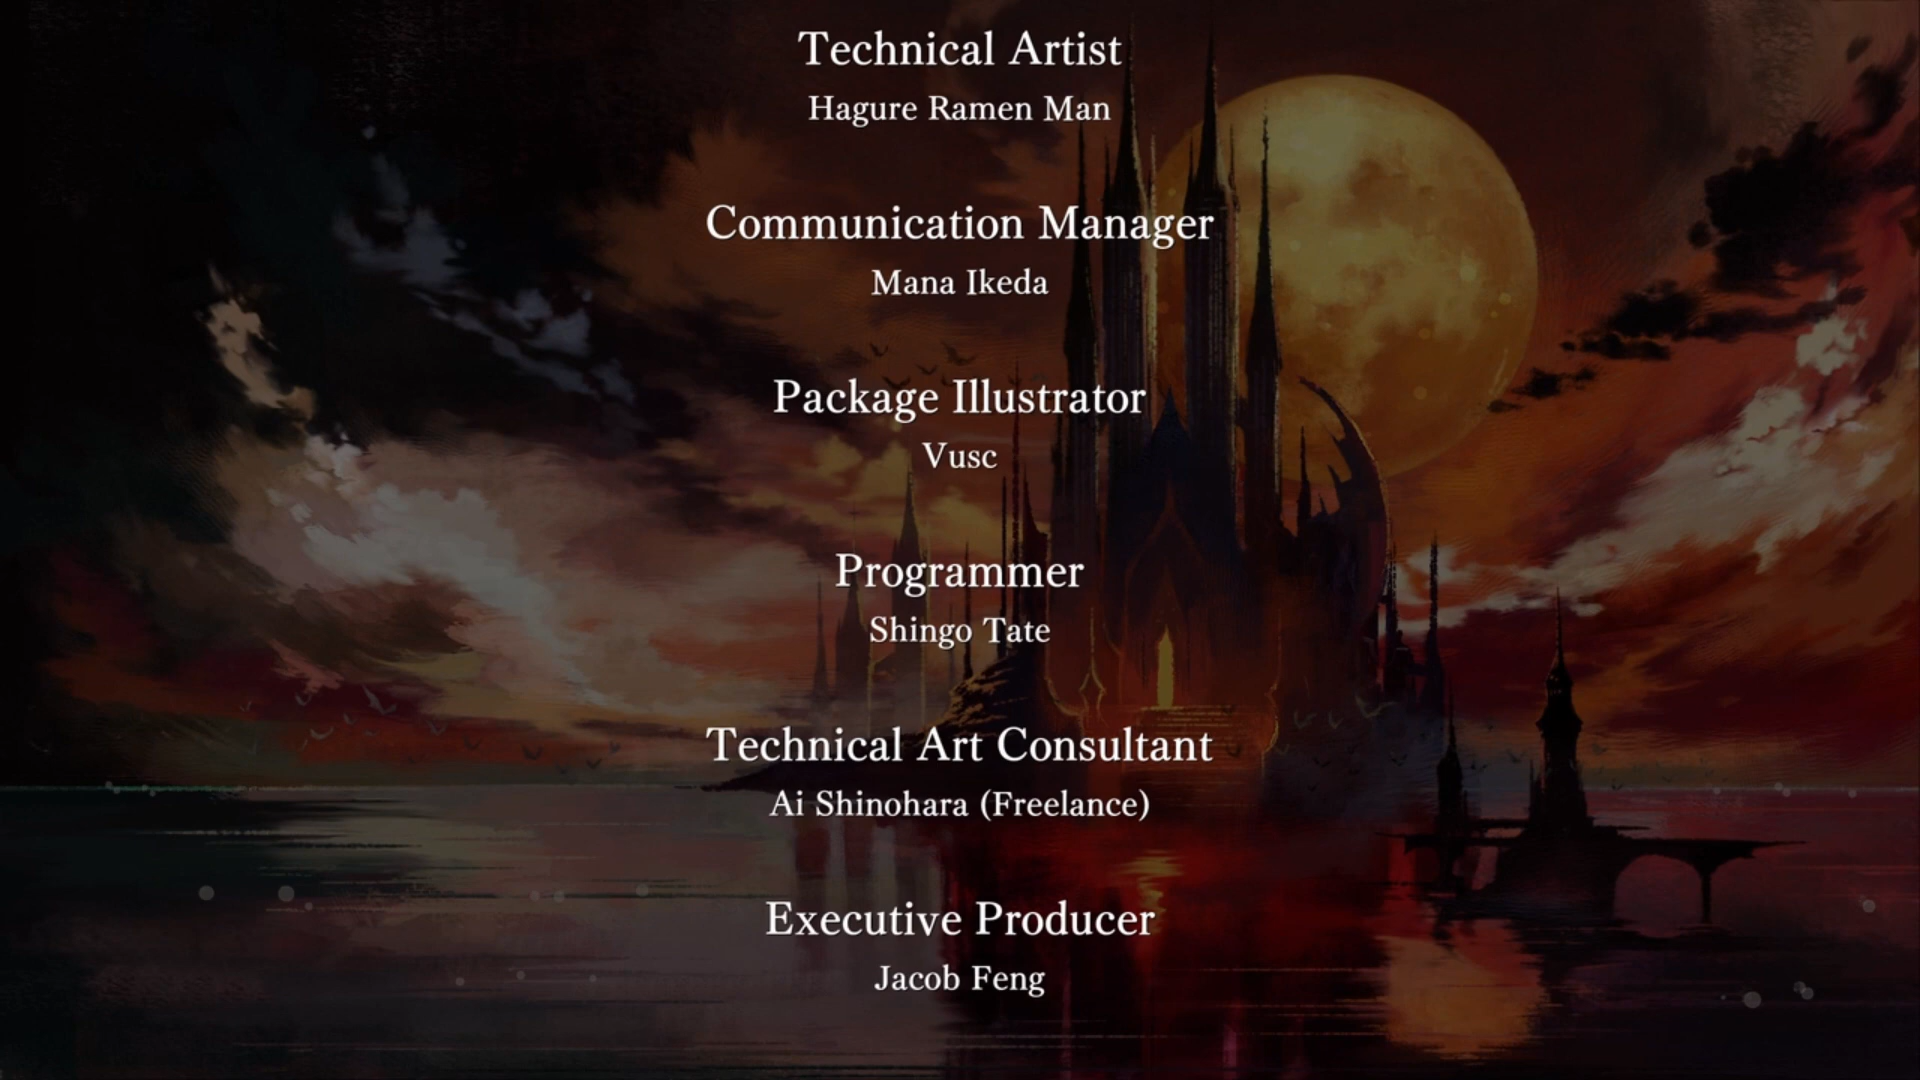 Technical Artist
Hagure Ramen Man
Communication Manager
Mana Ikeda
Package Illustrator
Vusc
Programmer
Shingo Tate
Technical Art Consultant
Ai Shinohara (Freelance)
Executive Producer
Jacob Feng